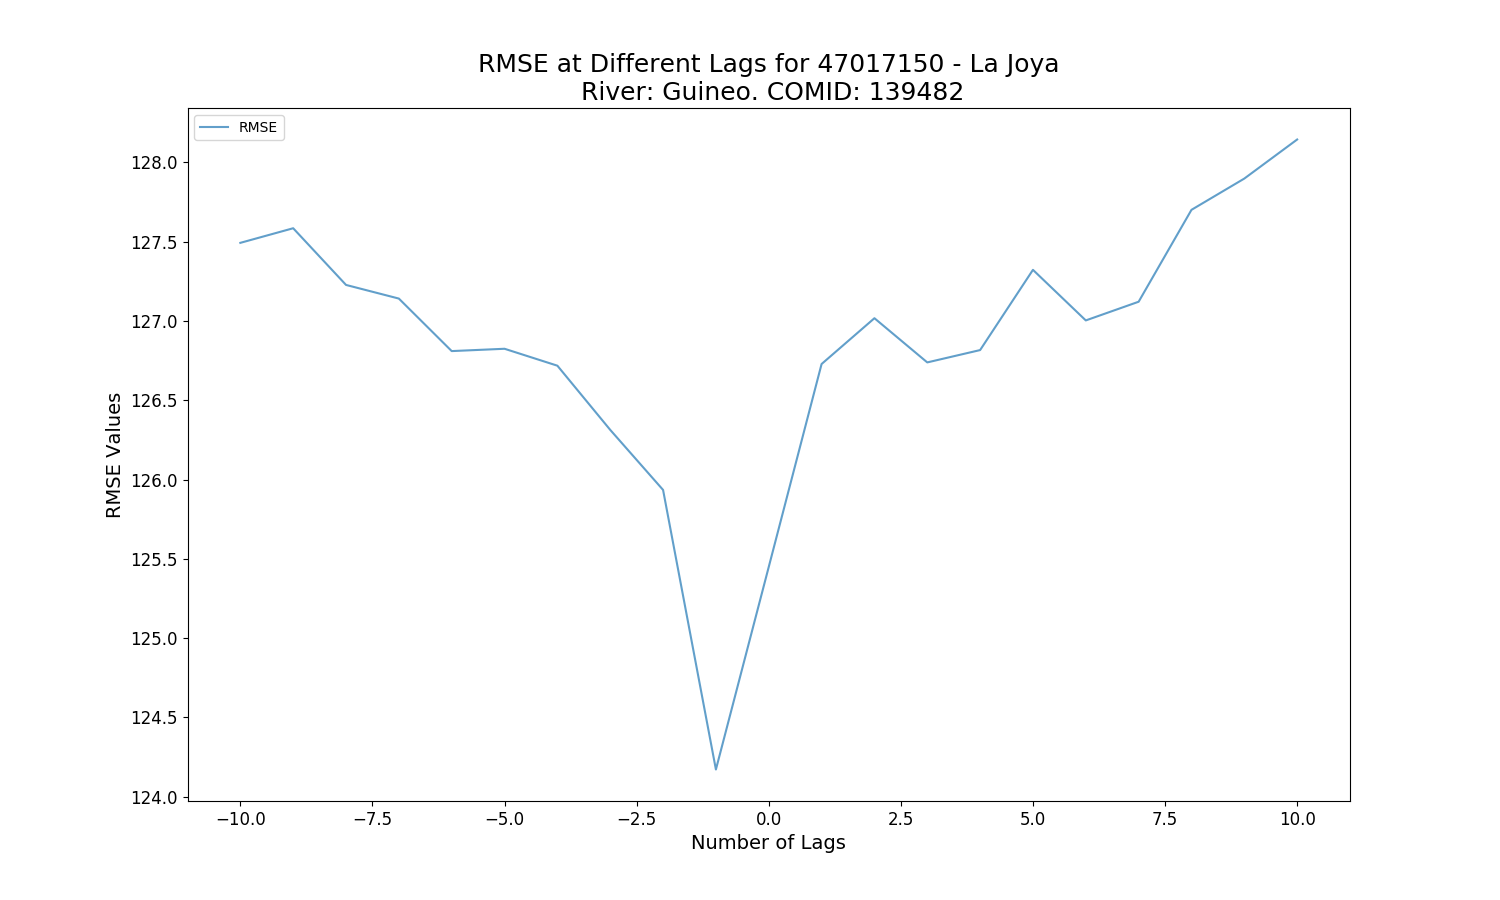 RMSE at Different Lags for 47017150 - La Joya
River: Guineo. COMID: 139482
RMSE
128.0
127.5
127.0
126.5
126.0
125.5
125.0
124.5
124.0
RMSE Values
−10.0 −7.5 −5.0 −2.5 0.0 2.5 5.0 7.5 10.0
Number of Lags